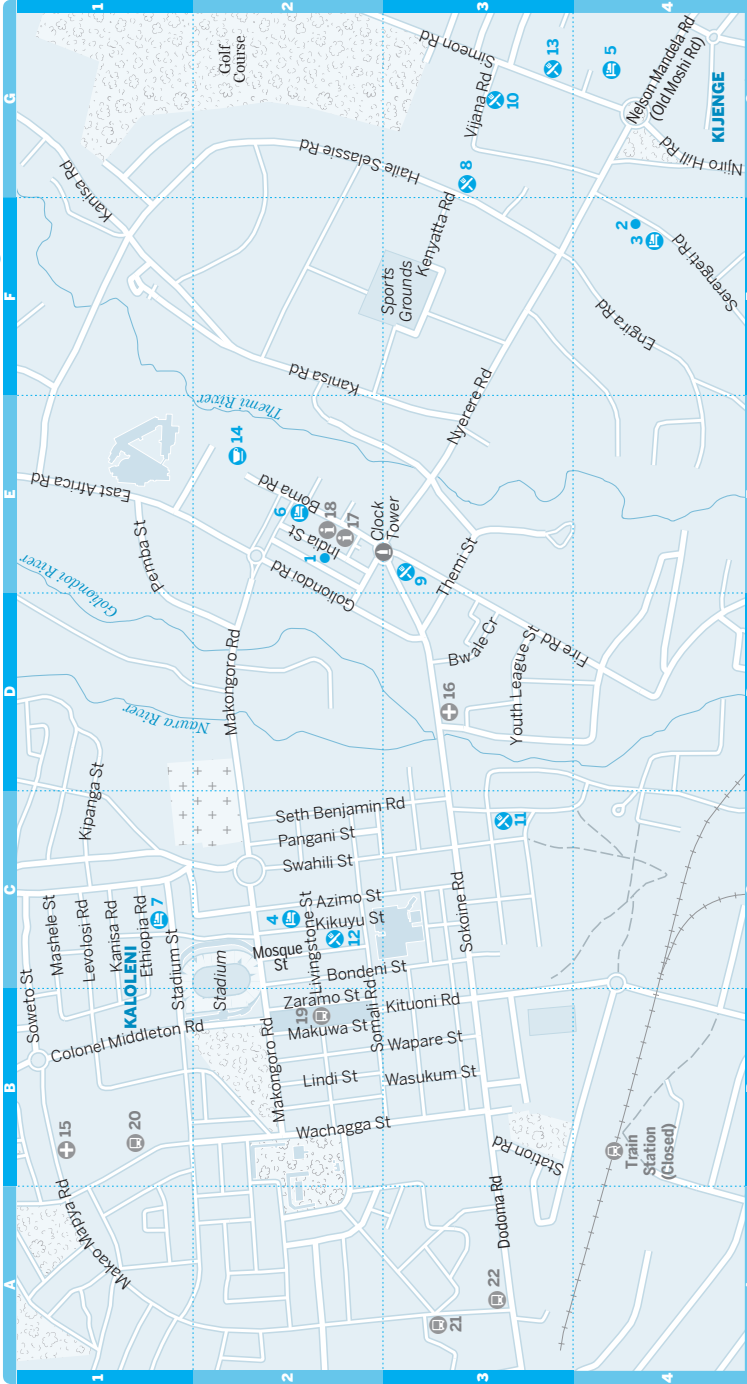 A
B
C
D
E
F
G
1
2
3
4
1
2
3
4
Soweto St
Mashele St
Levolosi Rd
Kanisa Rd
Ethiopia Rd
KALOLENI
7
Stadium St
Kipanga St
Colonel Middleton Rd
15
20
Makao Mapya Rd
Naura River
Goliondoi River
Pemba St
East Africa Rd
Kanisa Rd
Golf
Course
Stadium
Makongoro Rd
Makongoro Rd
Mosque
St
4
Livingstone St
12
Seth Benjamin Rd
Pangani St
Swahili St
Azimo St
Kikuyu St
Bondeni St
Zaramo St
19
Makuwa St
Somali Rd
Kituoni Rd
Lindi St
Wapare St
Wasukum St
Wachagga St
Themi River
14
6
Boma Rd
18
17
India St
1
Goliondoi Rd
Clock
Tower
Kanisa Rd
Haile Selassie Rd
Sports
Grounds
Kenyatta Rd
8
Vijana Rd
10
Simeon Rd
13
5
9
Themi St
Nyerere Rd
Bwale Cr
16
Youth League St
Fire Rd
11
Sokoine Rd
Station Rd
Dodoma Rd
21
22
Train
Station
(Closed)
Engira Rd
Serengeti Rd
2
3
Njiro Hill Rd
Nelson Mandela Rd
(Old Moshi Rd)
KIJENGE